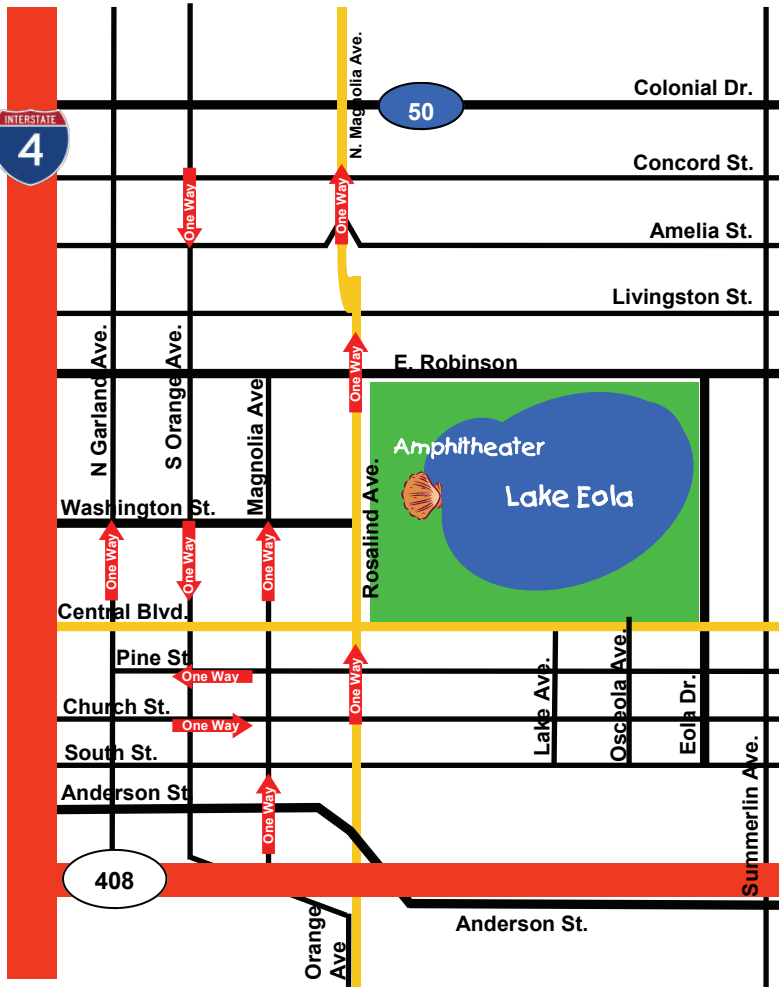 N. Magnolia Ave.
Colonial Dr.
50
INTERSTATE
4
Concord St.
One Way
One Way
Amelia St.
Livingston St.
N Garland Ave.
S Orange Ave.
One Way
E. Robinson
Magnolia Ave
Amphitheater
Rosalind Ave.
Lake Eola
Washington St.
One Way
One Way
One Way
Central Blvd.
Pine St.
One Way
One Way
Church St.
One Way
Lake Ave.
Osceola Ave.
Eola Dr.
South St.
Summerlin Ave.
Anderson St
One Way
408
Anderson St.
Orange
Ave